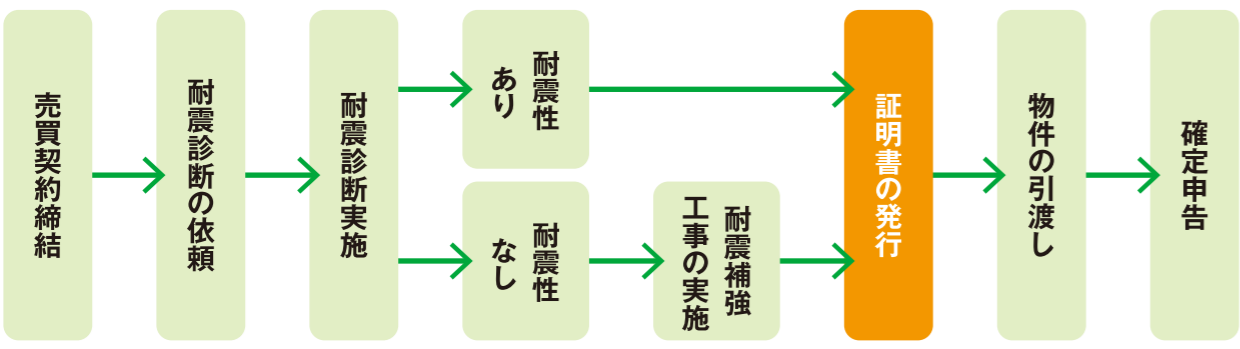 売買契約締結
耐震診断の依頼
耐震診断実施
耐震性
あり
耐震性
なし
耐震補強
工事の実施
証明書の発行
物件の引渡し
確定申告